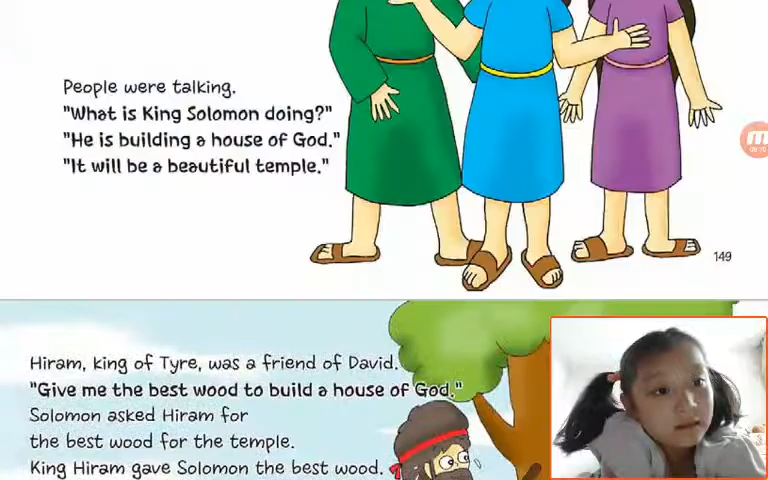 People were talking.
"What is King Solomon doing?"
"He is building a house of God."
"It will be a beautiful temple."
149
Hiram, king of Tyre, was a friend of David.
"Give me the best wood to build a house of God."
Solomon asked Hiram for
the best wood for the temple.
King Hiram gave Solomon the best wood.